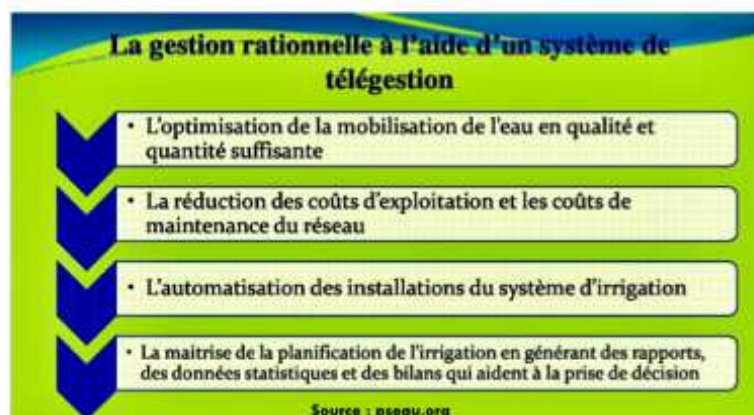 La gestion rationnelle à l'aide d'un système de
télégestion
• L'optimisation de la mobilisation de l'eau en qualité et
quantité suffisante
• La réduction des coûts d'exploitation et les coûts de
maintenance du réseau
• L'automatisation des installations du système d'irrigation
• La maitrise de la planification de l'irrigation en générant des rapports,
des données statistiques et des bilans qui aident à la prise de décision
Source : pseau.org